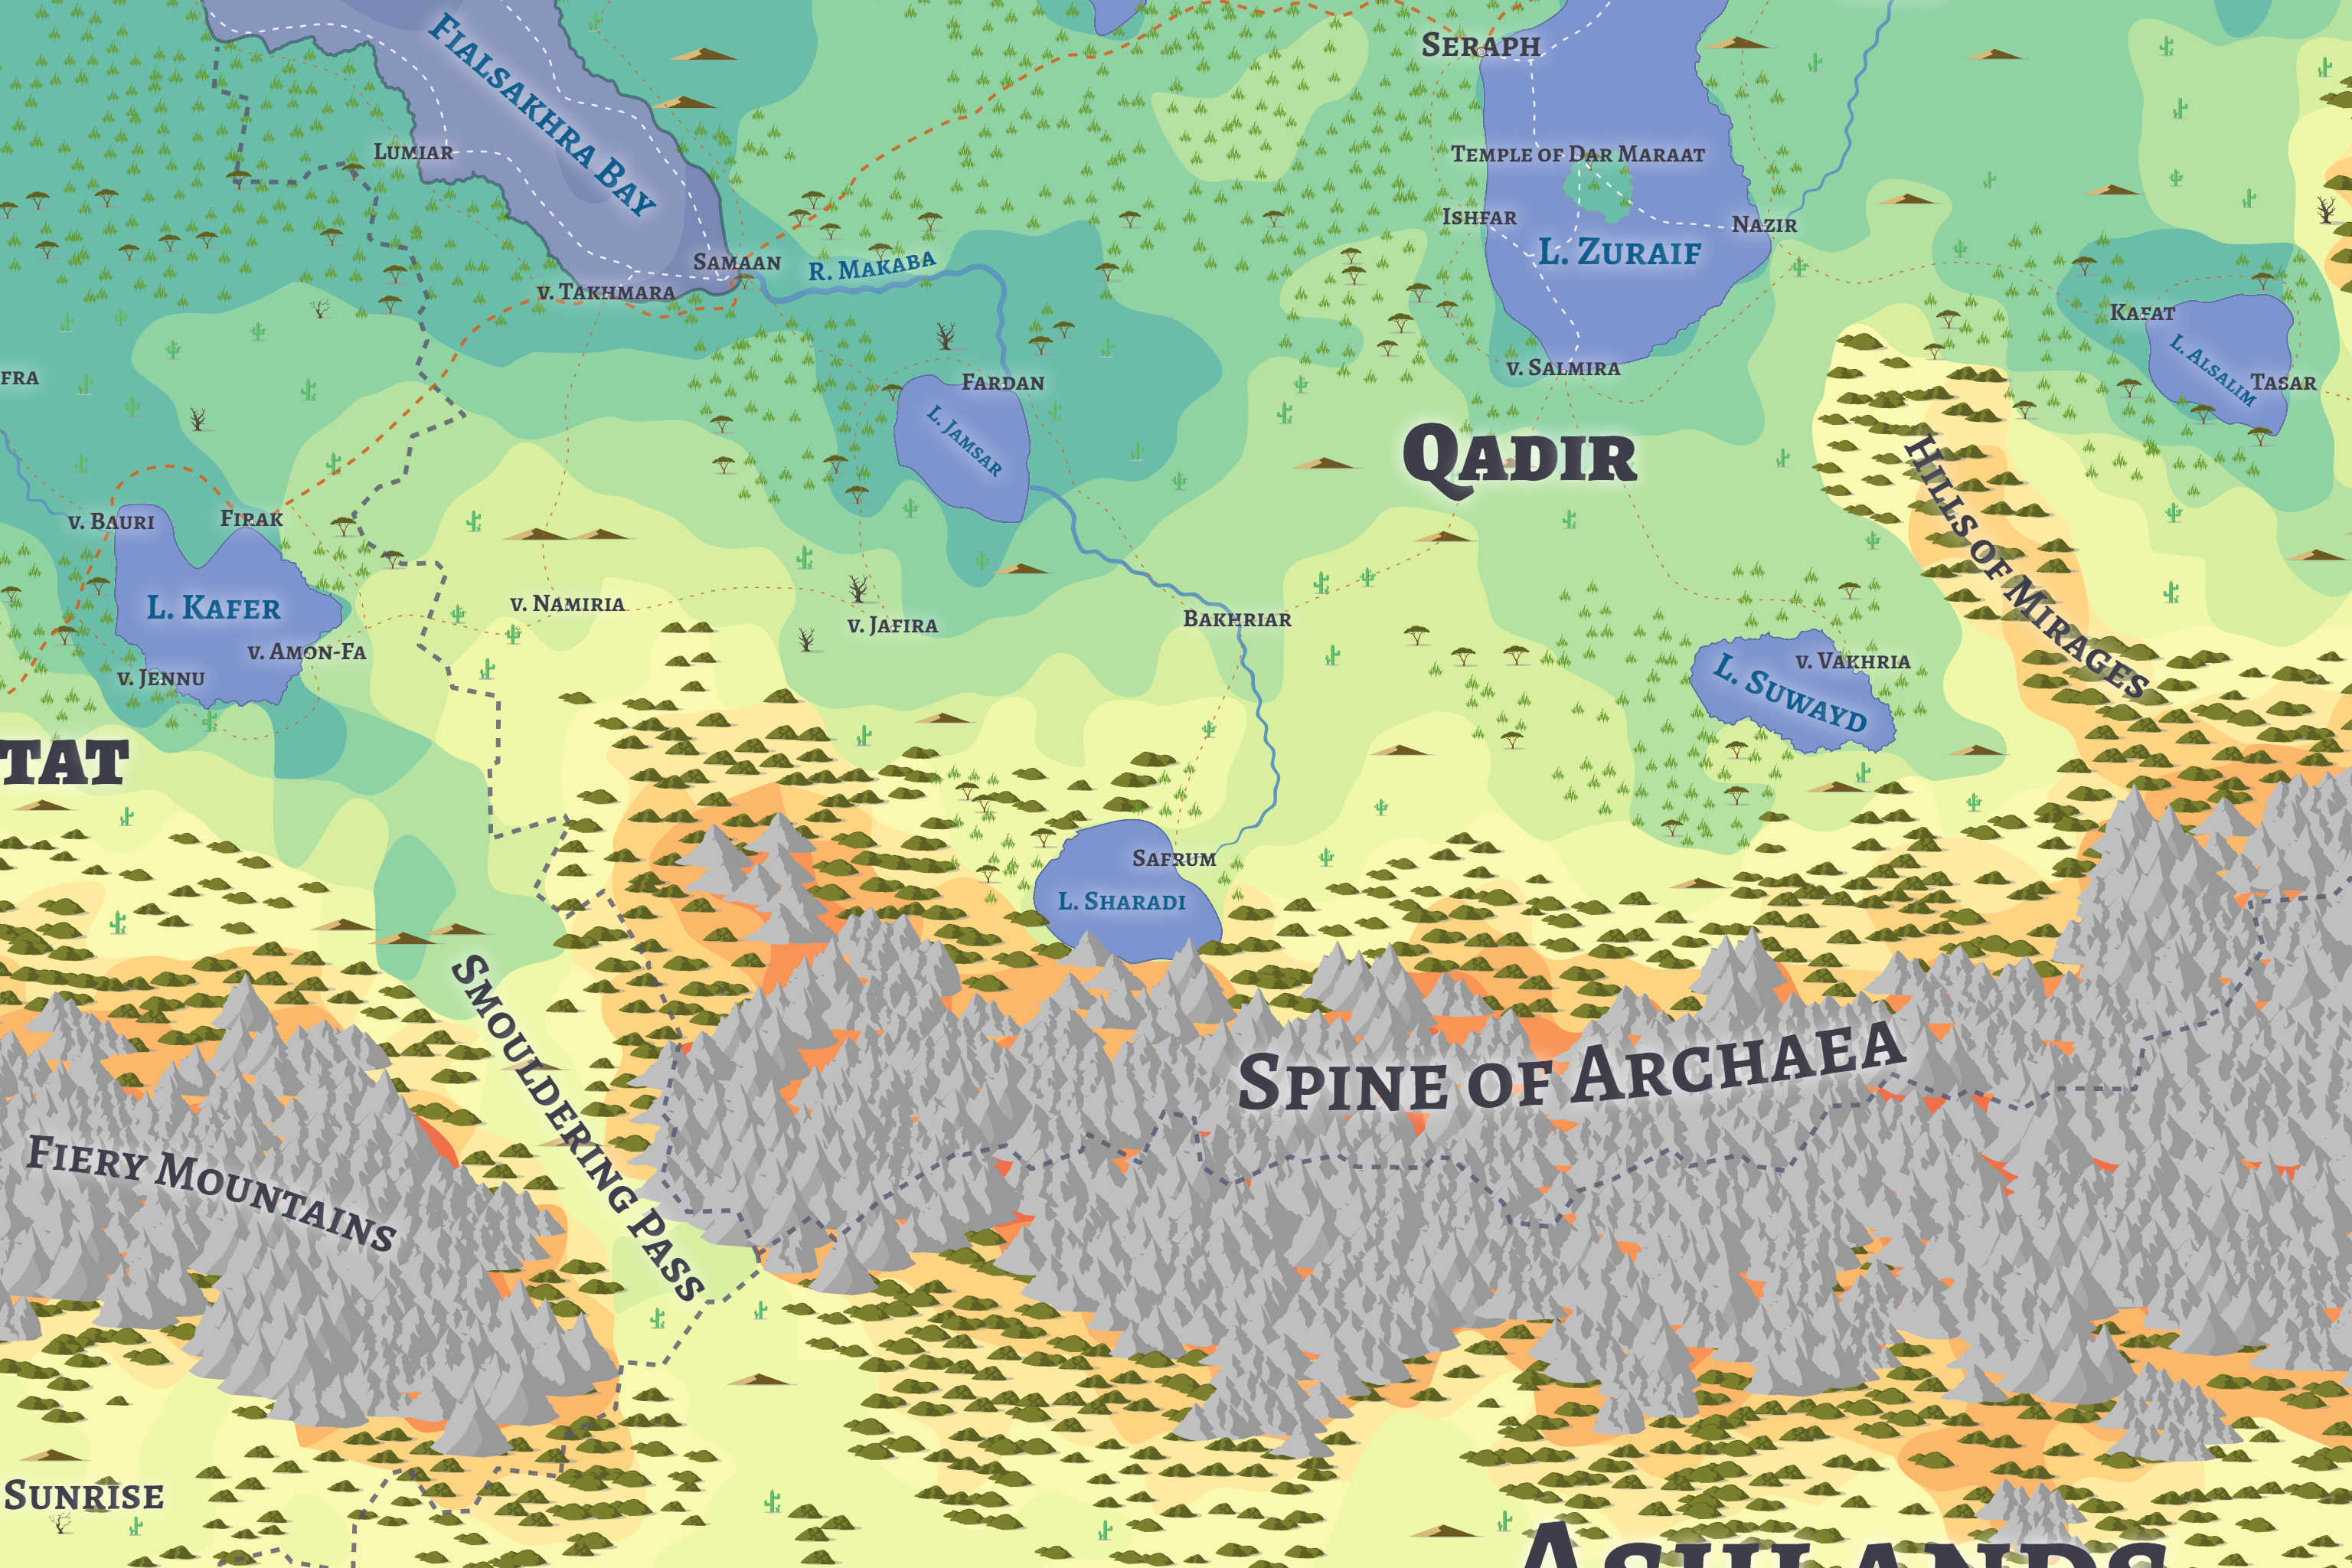 Seraph
Fialsakhra Bay
Lumiar
Temple of Dar Maraat
Ishfar
Nazir
L. Zuraif
Samaan
R. Makaba
v. Takhmara
Kafat
L. Alsalim
Tasar
fra
Fardan
v. Salmira
L. Jamsar
Qadir
Hills of Mirages
v. Bauri
Firak
L. Kafer
v. Namiria
v. Jafira
Bakhriar
v. Amon-Fa
v. Jennu
v. Vakhria
L. Suwayd
tat
Safrum
L. Sharadi
Smouldering Pass
Spine of Archaea
Fiery Mountains
Sunrise
Ashlands